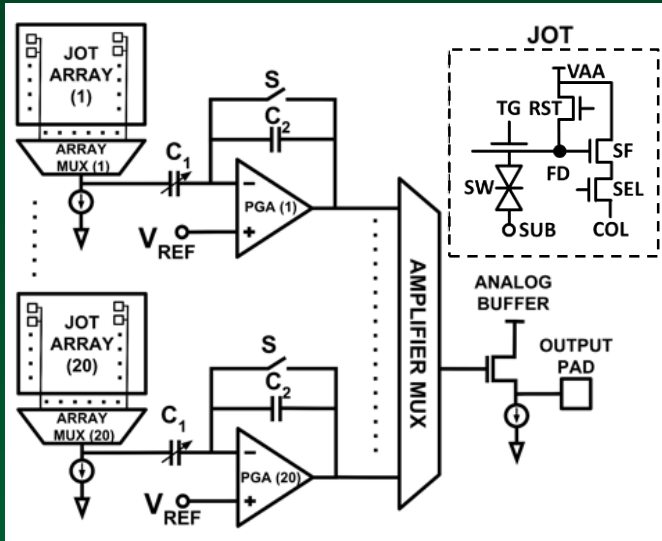 JOT
ARRAY
(1)
ARRAY
MUX (1)
C1
S
C2
−
PGA (1)
+
VREF
JOT
VAA
TG
RST
SF
FD
SW
SEL
SUB
COL
AMPLIFIER MUX
ANALOG
BUFFER
OUTPUT
PAD
JOT
ARRAY
(20)
ARRAY
MUX (20)
C1
S
C2
−
PGA (20)
+
VREF